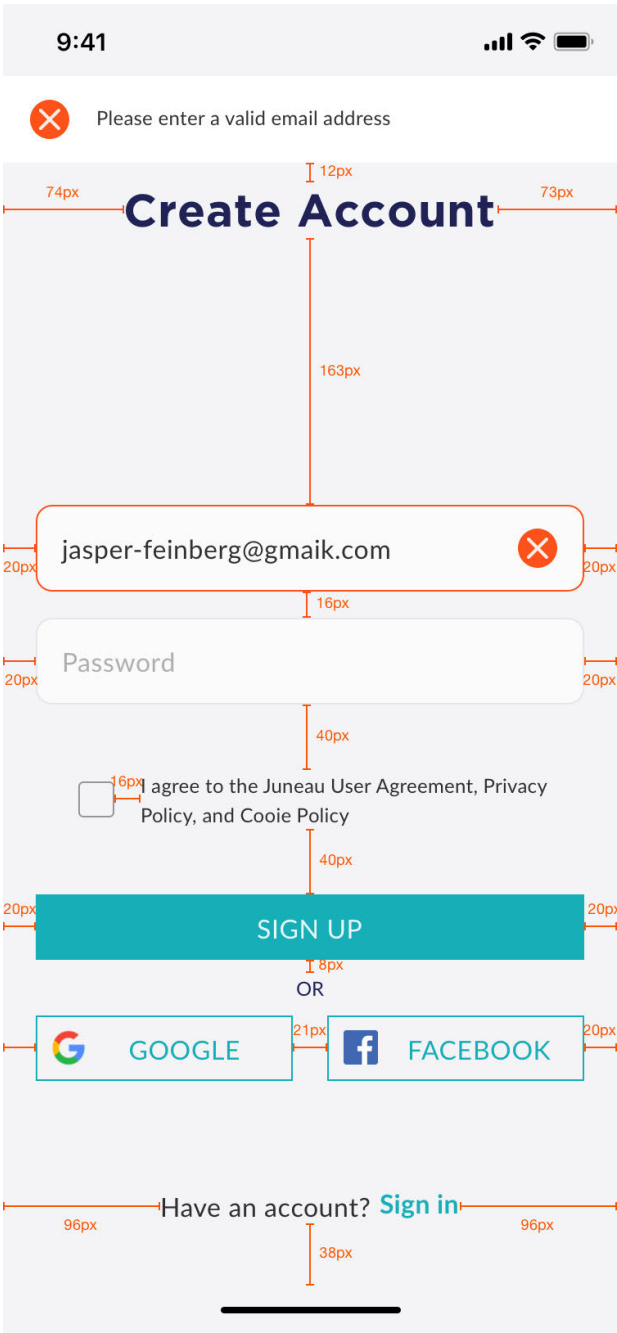 9:41
Please enter a valid email address
12px
74px
73px
Create Account
163px
jasper-feinberg@gmaik.com
20px
20px
16px
Password
20px
20px
40px
16px
I agree to the Juneau User Agreement, Privacy
Policy, and Cooie Policy
40px
20px
20px
SIGN UP
8px
OR
21px
20px
GOOGLE
FACEBOOK
Have an account? Sign in
96px
96px
38px